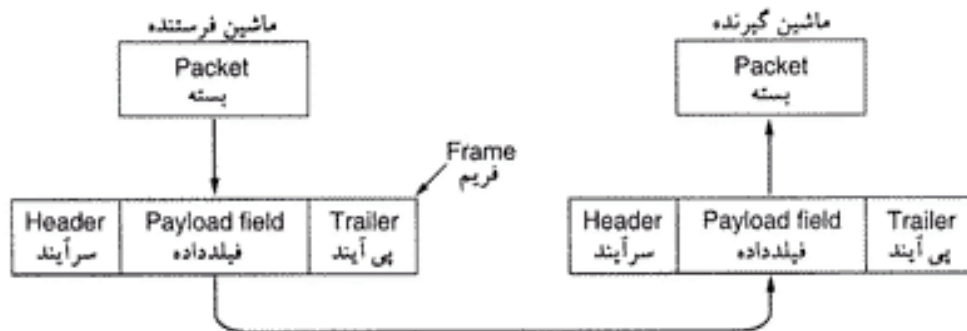 ماشین فرستنده
Packet
بسته
ماشین گیرنده
Packet
بسته
Frame
فریم
Header
سرآیند
Payload field
فیلدداده
Trailer
پی آیند
Header
سرآیند
Payload field
فیلدداده
Trailer
پی آیند